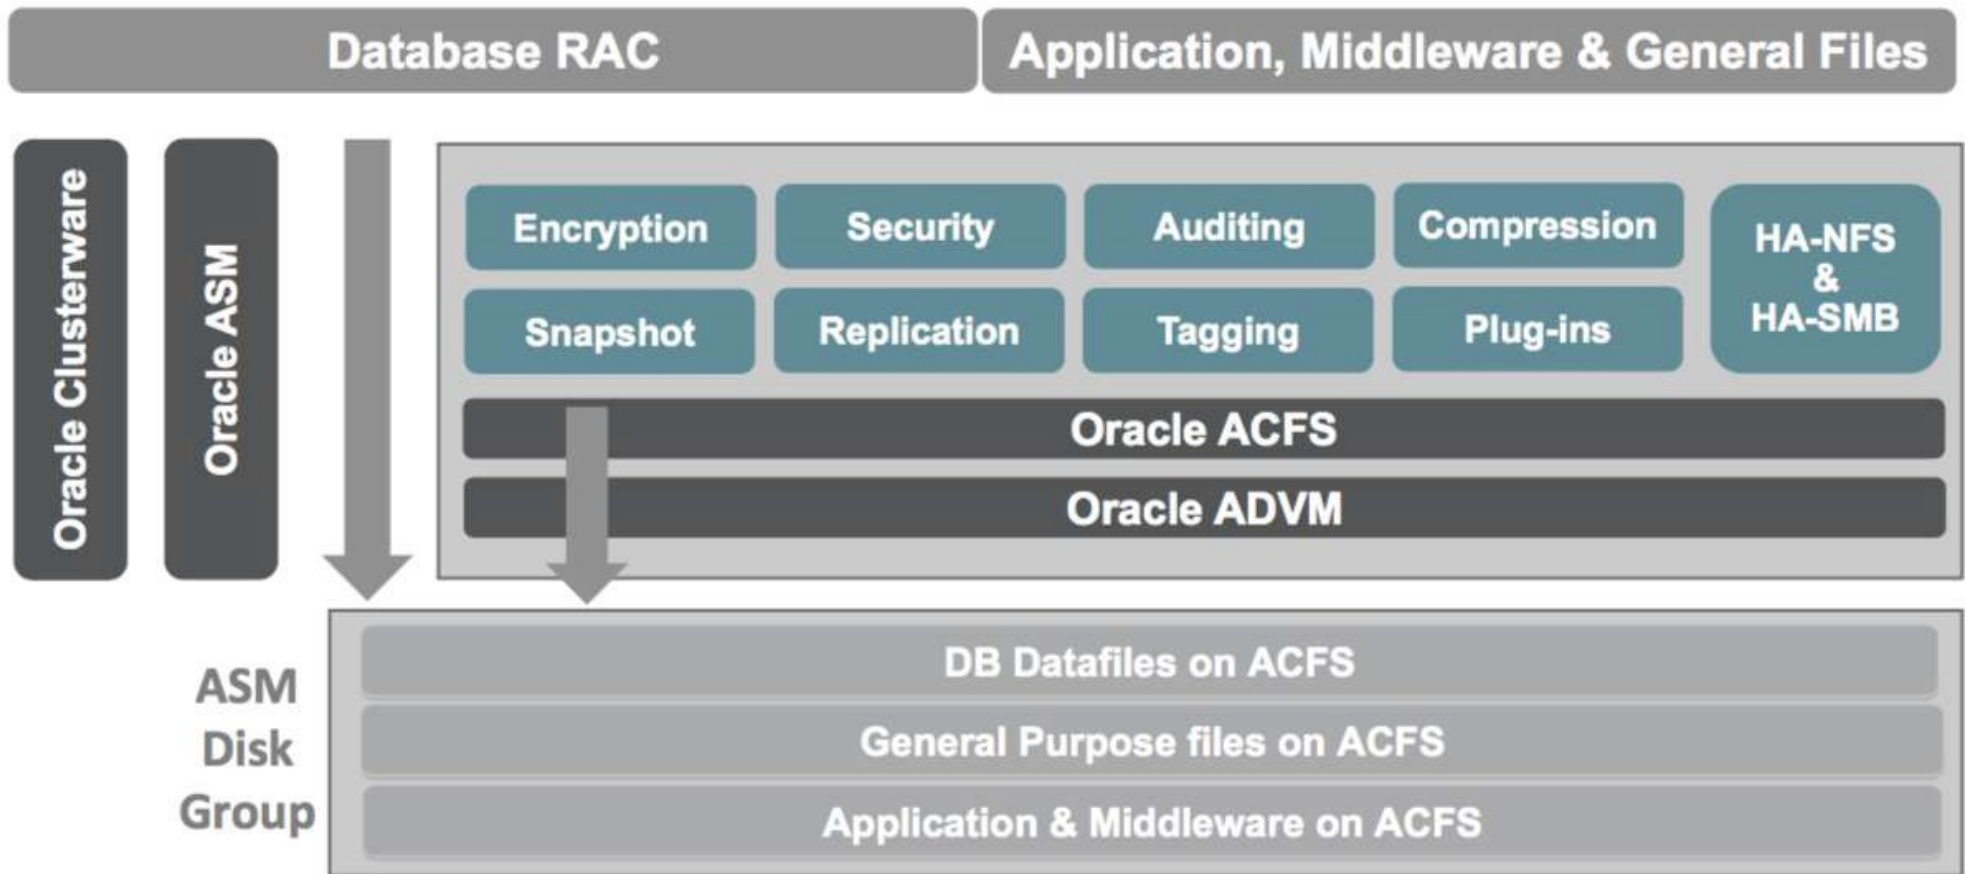 Database RAC
Application, Middleware & General Files
Oracle Clusterware
Oracle ASM
Encryption
Security
Auditing
Compression
HA-NFS
&
HA-SMB
Snapshot
Replication
Tagging
Plug-ins
Oracle ACFS
Oracle ADVM
ASM
Disk
Group
DB Datafiles on ACFS
General Purpose files on ACFS
Application & Middleware on ACFS